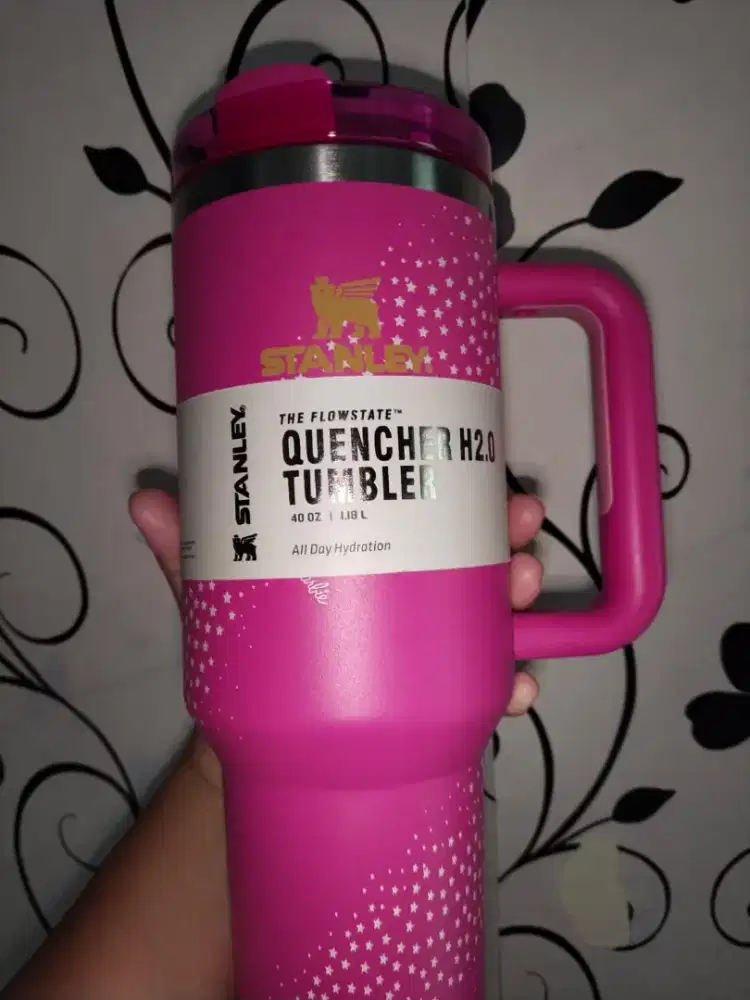 STANLEY.
STANLEY.
THE FLOWSTATE™
QUENCHER H2.0
TUMBLER
40 OZ | 1.18 L
All Day Hydration